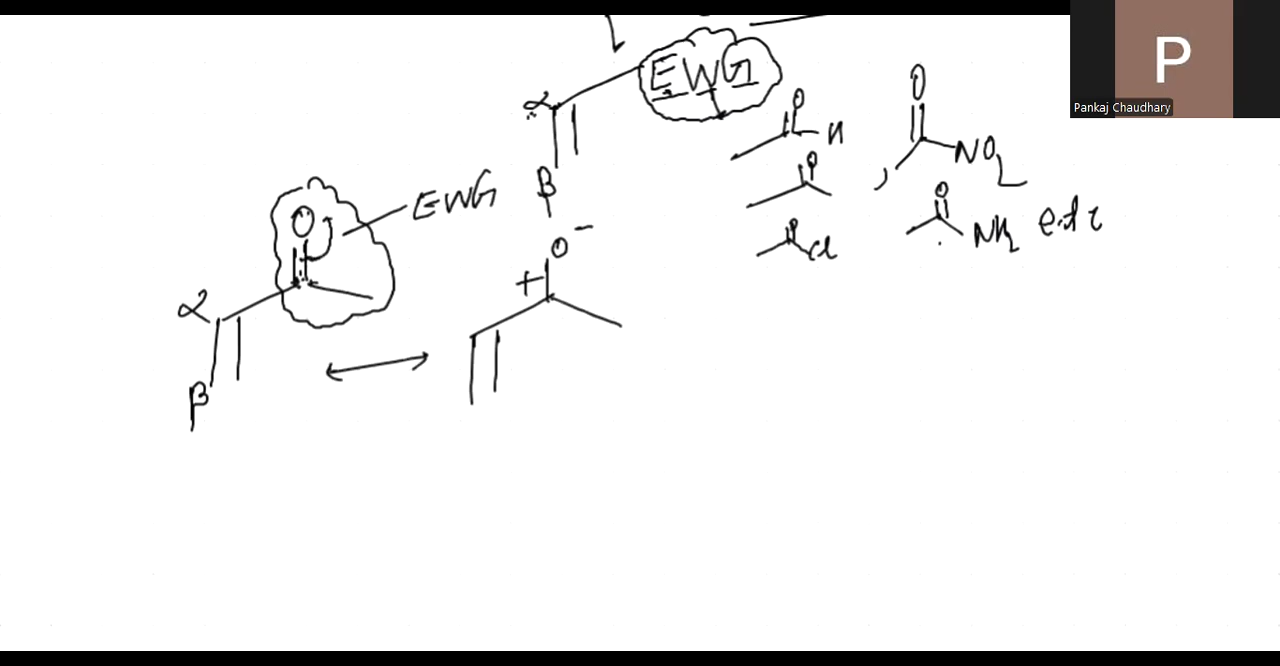 P
Pankaj Chaudhary
EWG
α
β
O
H
O
O
Cl
O
NO2
O
NH2 etc
EWG
O
α
β
O-
+